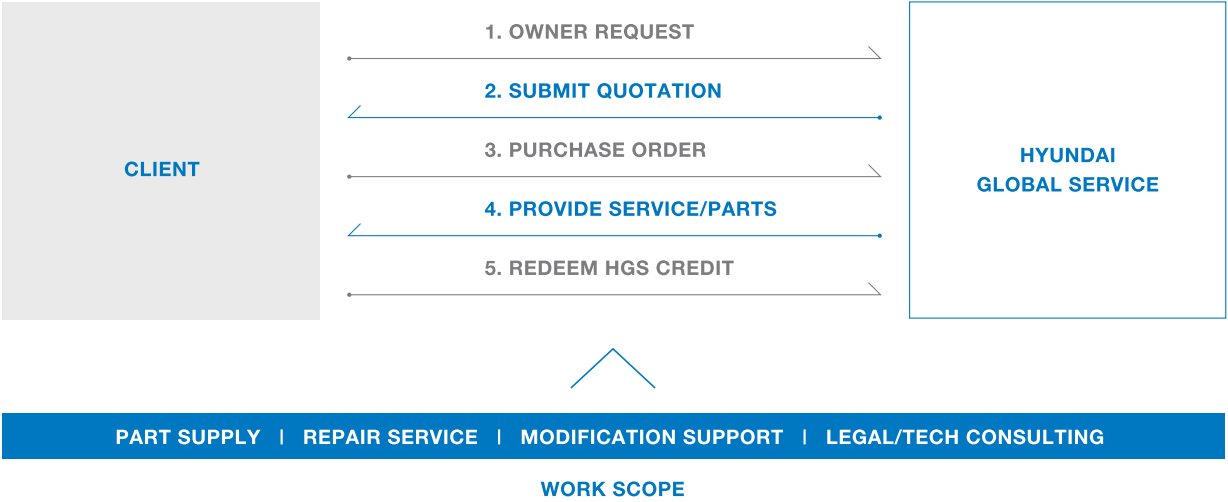 1. OWNER REQUEST
2. SUBMIT QUOTATION
3. PURCHASE ORDER
4. PROVIDE SERVICE/PARTS
5. REDEEM HGS CREDIT
CLIENT
HYUNDAI
GLOBAL SERVICE
PART SUPPLY | REPAIR SERVICE | MODIFICATION SUPPORT | LEGAL/TECH CONSULTING
WORK SCOPE